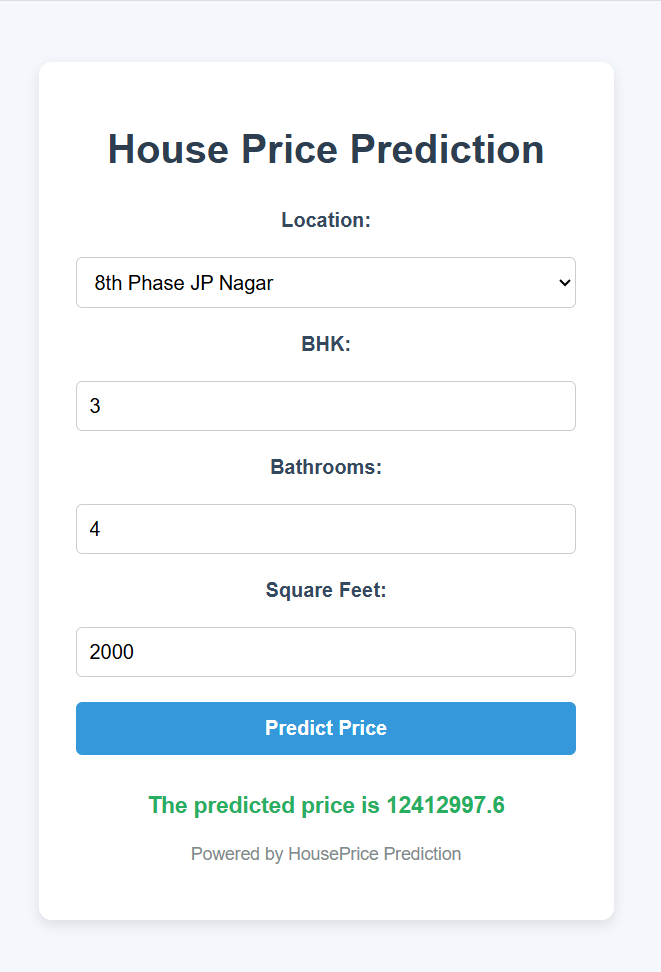 House Price Prediction
Location:
8th Phase JP Nagar
BHK:
3
Bathrooms:
4
Square Feet:
2000
Predict Price
The predicted price is 12412997.6
Powered by HousePrice Prediction